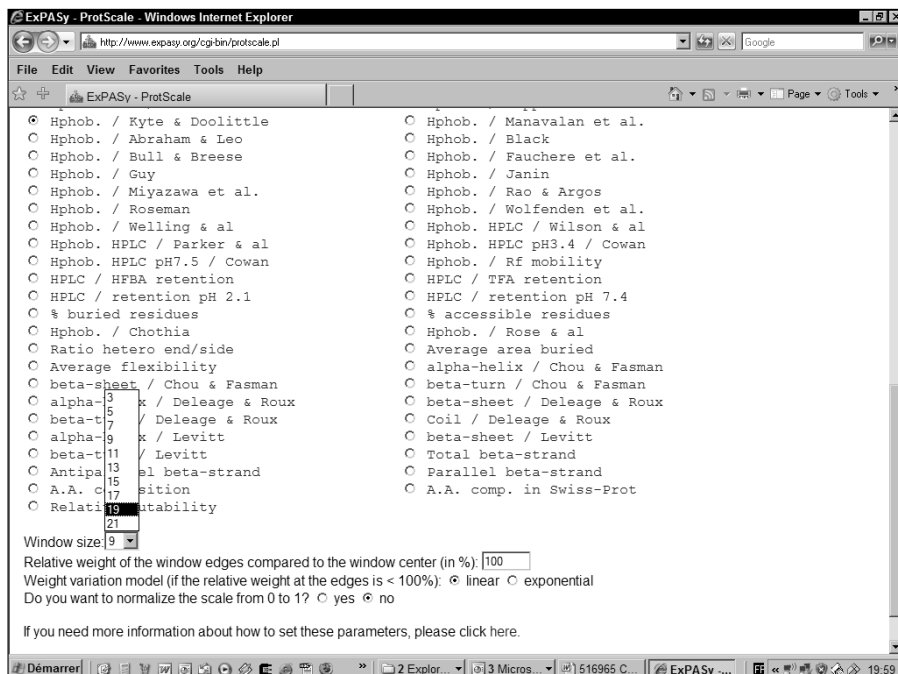 ExPASy - ProtScale - Windows Internet Explorer
http://www.expasy.org/cgi-bin/protscale.pl
Google
File Edit View Favorites Tools Help
ExPASy - ProtScale
Page Tools
Hphob. / Kyte & Doolittle
Hphob. / Manavalan et al.
Hphob. / Abraham & Leo
Hphob. / Black
Hphob. / Bull & Breese
Hphob. / Fauchere et al.
Hphob. / Guy
Hphob. / Janin
Hphob. / Miyazawa et al.
Hphob. / Rao & Argos
Hphob. / Roseman
Hphob. / Wolfenden et al.
Hphob. / Welling & al
Hphob. HPLC / Wilson & al
Hphob. HPLC / Parker & al
Hphob. HPLC pH3.4 / Cowan
Hphob. HPLC pH7.5 / Cowan
Hphob. / Rf mobility
HPLC / HFBA retention
HPLC / TFA retention
HPLC / retention pH 2.1
HPLC / retention pH 7.4
% buried residues
% accessible residues
Hphob. / Chothia
Hphob. / Rose & al
Ratio hetero end/side
Average area buried
Average flexibility
alpha-helix / Chou & Fasman
beta-sheet / Chou & Fasman
beta-turn / Chou & Fasman
alpha- x / Deleage & Roux
beta-sheet / Deleage & Roux
beta-t / Deleage & Roux
Coil / Deleage & Roux
alpha- x / Levitt
beta-sheet / Levitt
beta-t / Levitt
Total beta-strand
Antipa el beta-strand
Parallel beta-strand
A.A. c sition
A.A. comp. in Swiss-Prot
Relati utability
3
5
7
9
11
13
15
17
19
21
Window size: 9
Relative weight of the window edges compared to the window center (in %): 100
Weight variation model (if the relative weight at the edges is < 100%): linear exponential
Do you want to normalize the scale from 0 to 1? yes no
If you need more information about how to set these parameters, please click here.
Démarrer » 2 Explor... 3 Micros... 516965 C... ExPASy -... « 19:59